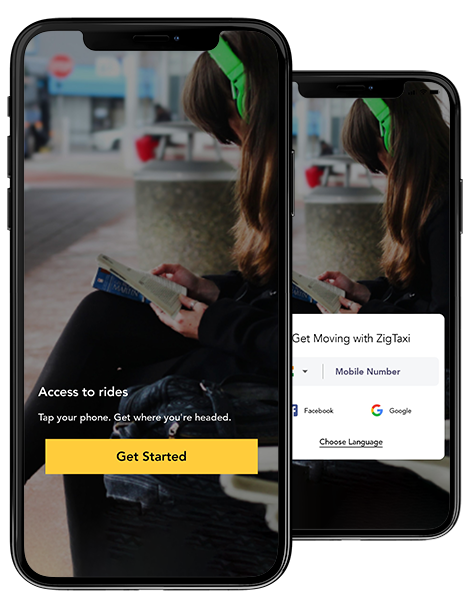 Access to rides
Tap your phone. Get where you're headed.
Get Started
Get Moving with ZigTaxi
Mobile Number
Facebook
Google
Choose Language